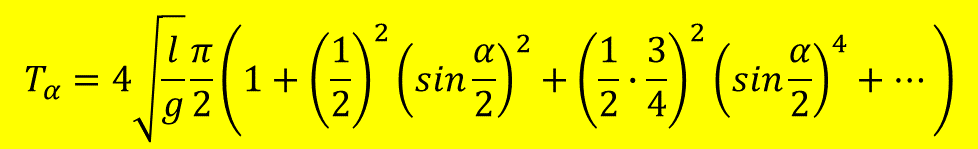 T_α = 4 √(l/g) π/2 (1 + (1/2)^2 (sin α/2)^2 + (1/2 · 3/4)^2 (sin α/2)^4 + ⋯ )